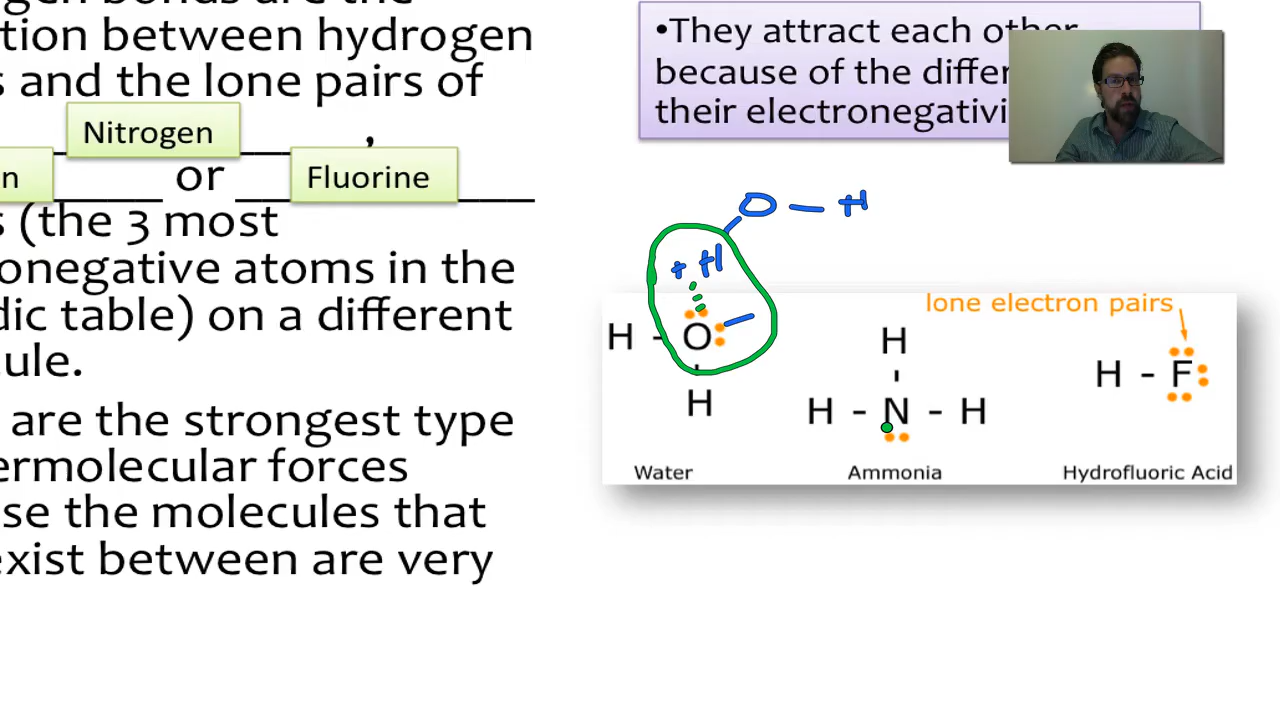 tion between hydrogen
and the lone pairs of
Nitrogen ,
or Fluorine
(the 3 most
onegative atoms in the
dic table) on a different
ule.
are the strongest type
ermolecular forces
se the molecules that
exist between are very
•They attract each other
because of the differ
their electronegativi
O – H
+ H
lone electron pairs
H - O
H
H
H - N - H
H - F
Water
Ammonia
Hydrofluoric Acid